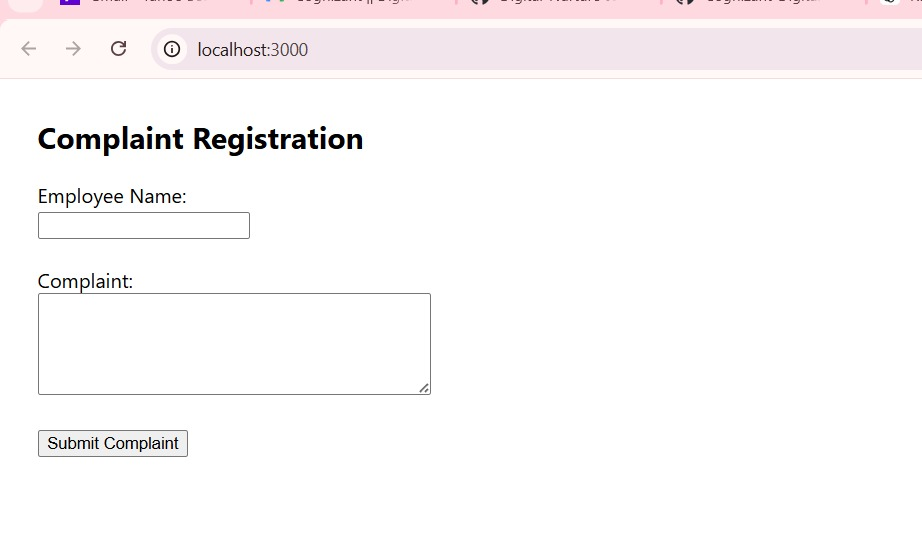 localhost:3000
Complaint Registration
Employee Name:
Complaint:
Submit Complaint